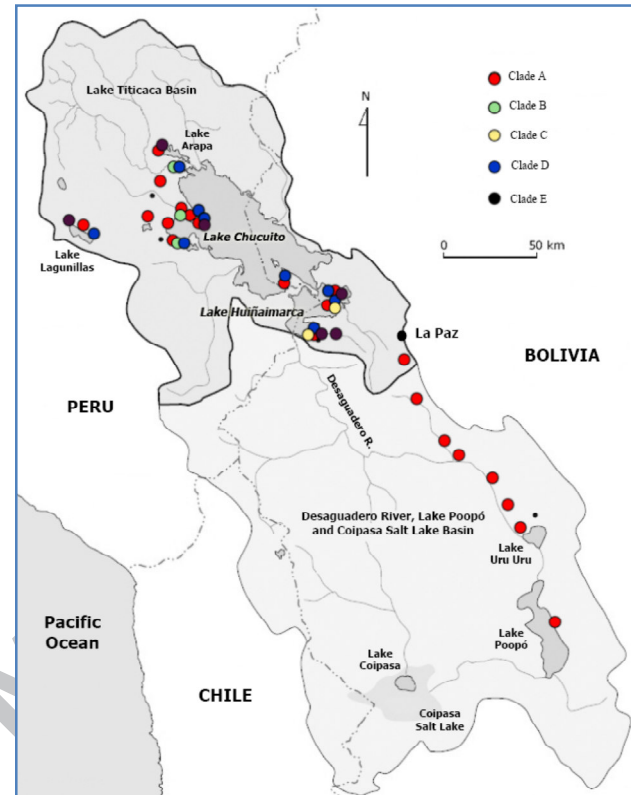 Lake Titicaca Basin
Lake
Arapa
N
Clade A
Clade B
Clade C
Clade D
Clade E
0 50 km
Lake Chucuito
Lake
Lagunillas
Lake Huiñaimarca
La Paz
BOLIVIA
PERU
Desaguadero R.
Desaguadero River, Lake Poopó
and Coipasa Salt Lake Basin
Lake
Uru Uru
Pacific
Ocean
Lake
Poopó
Lake
Coipasa
CHILE
Coipasa
Salt Lake